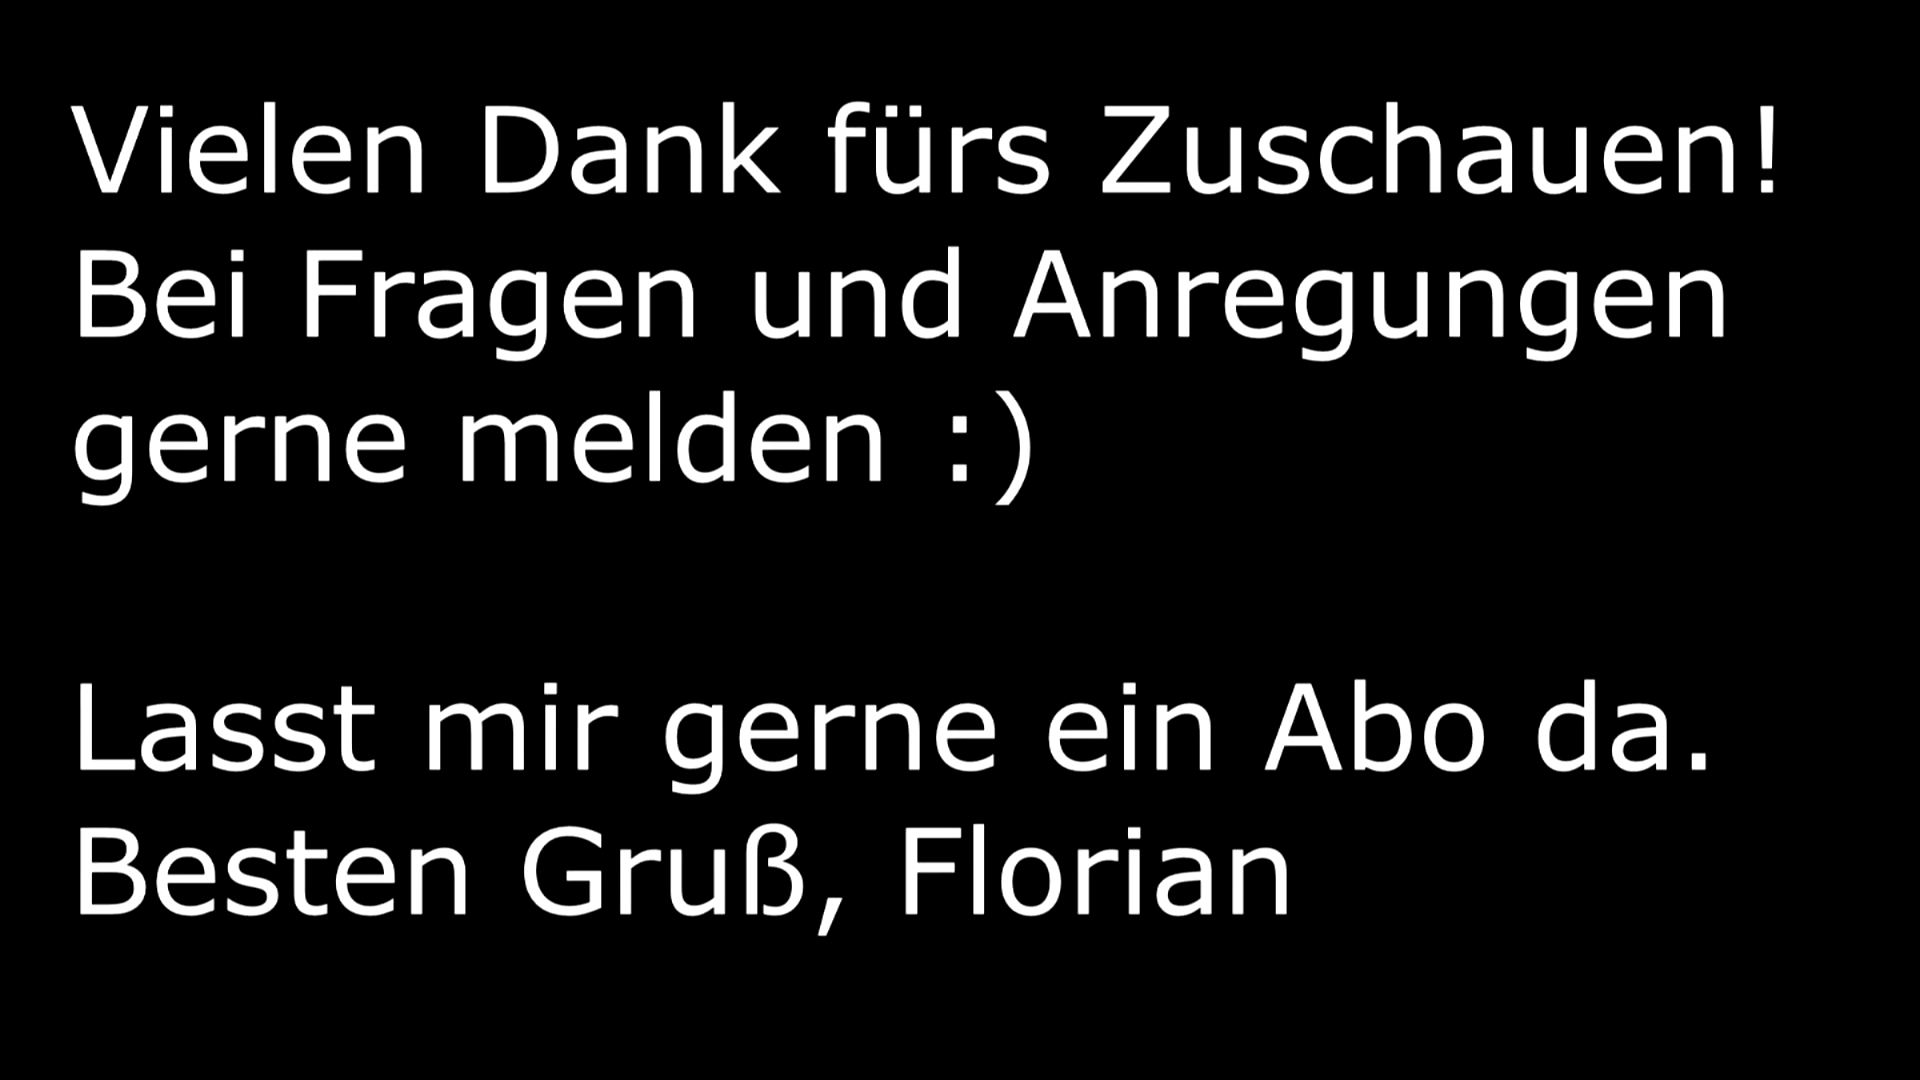 Vielen Dank fürs Zuschauen!
Bei Fragen und Anregungen
gerne melden :)
Lasst mir gerne ein Abo da.
Besten Gruß, Florian